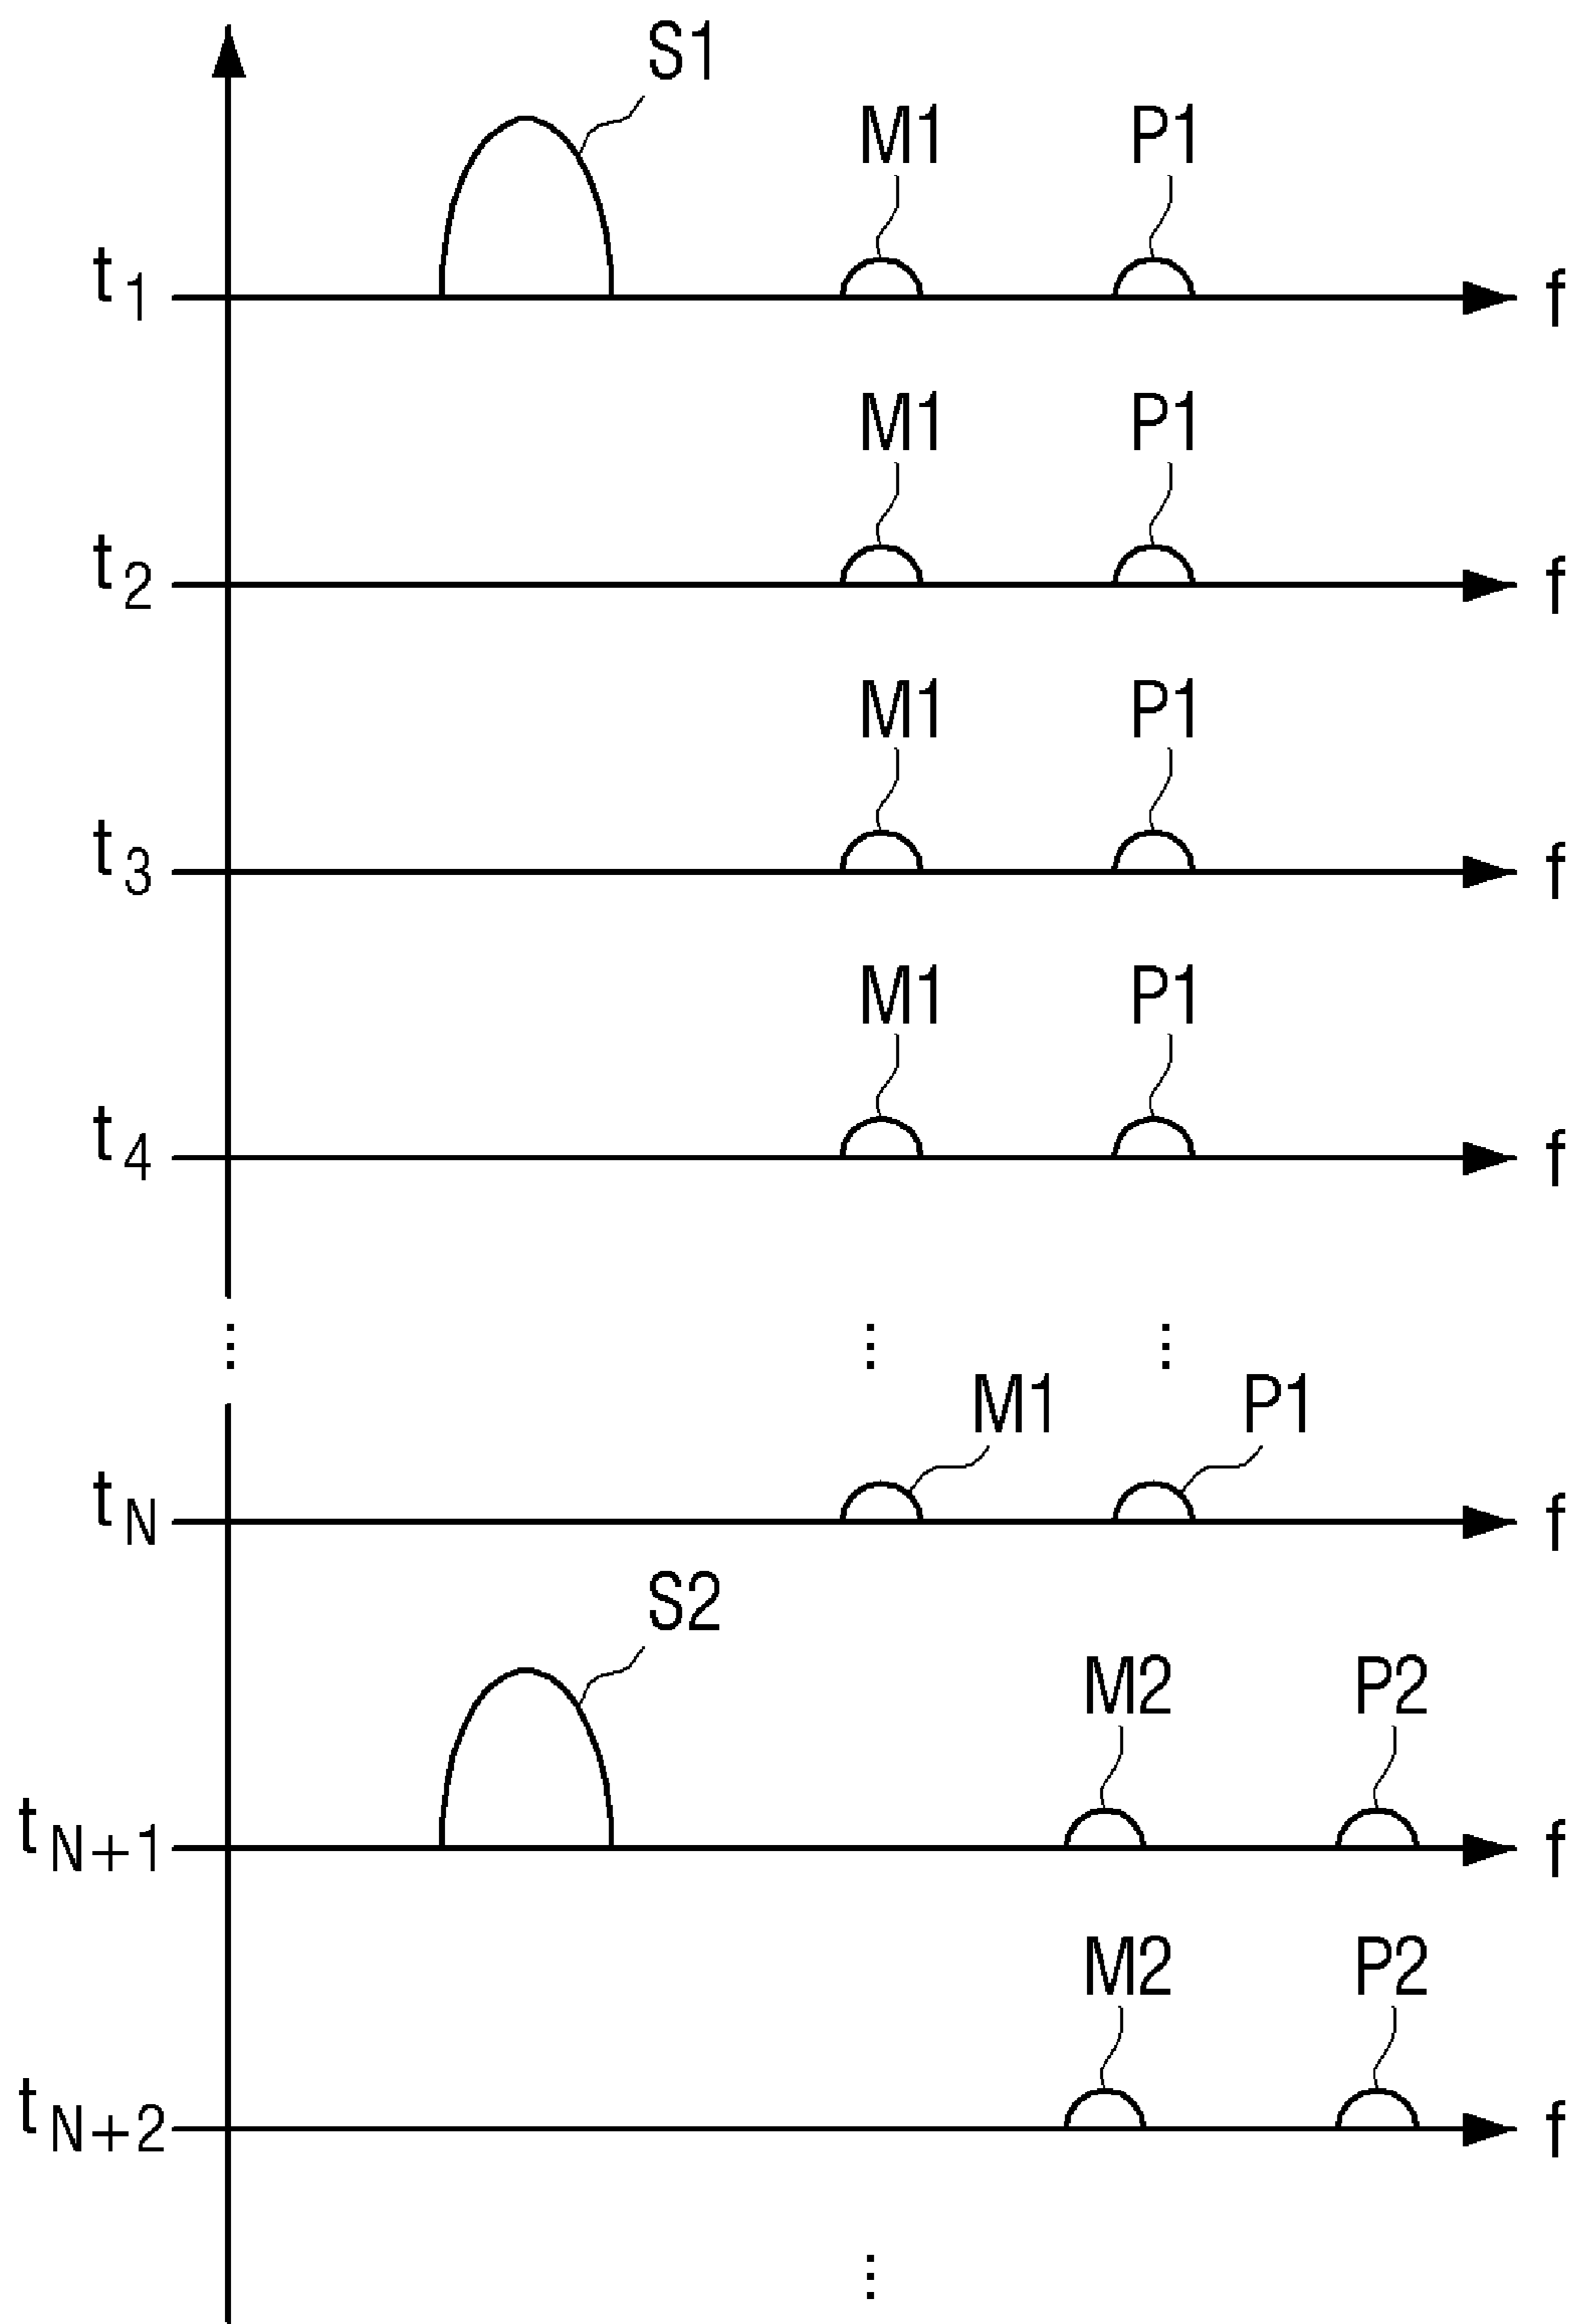 S1
M1 P1
t1 f
M1 P1
t2 f
M1 P1
t3 f
M1 P1
t4 f
⋮ ⋮ ⋮
M1 P1
tN f
S2
M2 P2
tN+1 f
M2 P2
tN+2 f
⋮